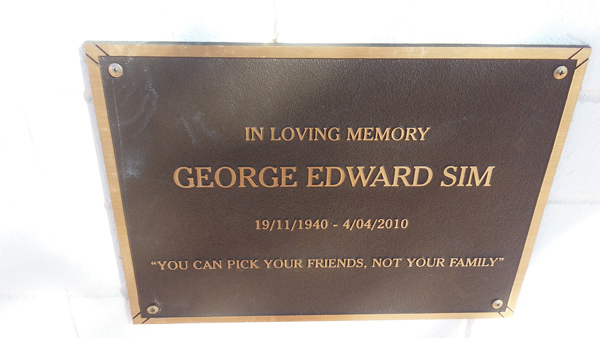 IN LOVING MEMORY
GEORGE EDWARD SIM
19/11/1940 - 4/04/2010
“YOU CAN PICK YOUR FRIENDS, NOT YOUR FAMILY”